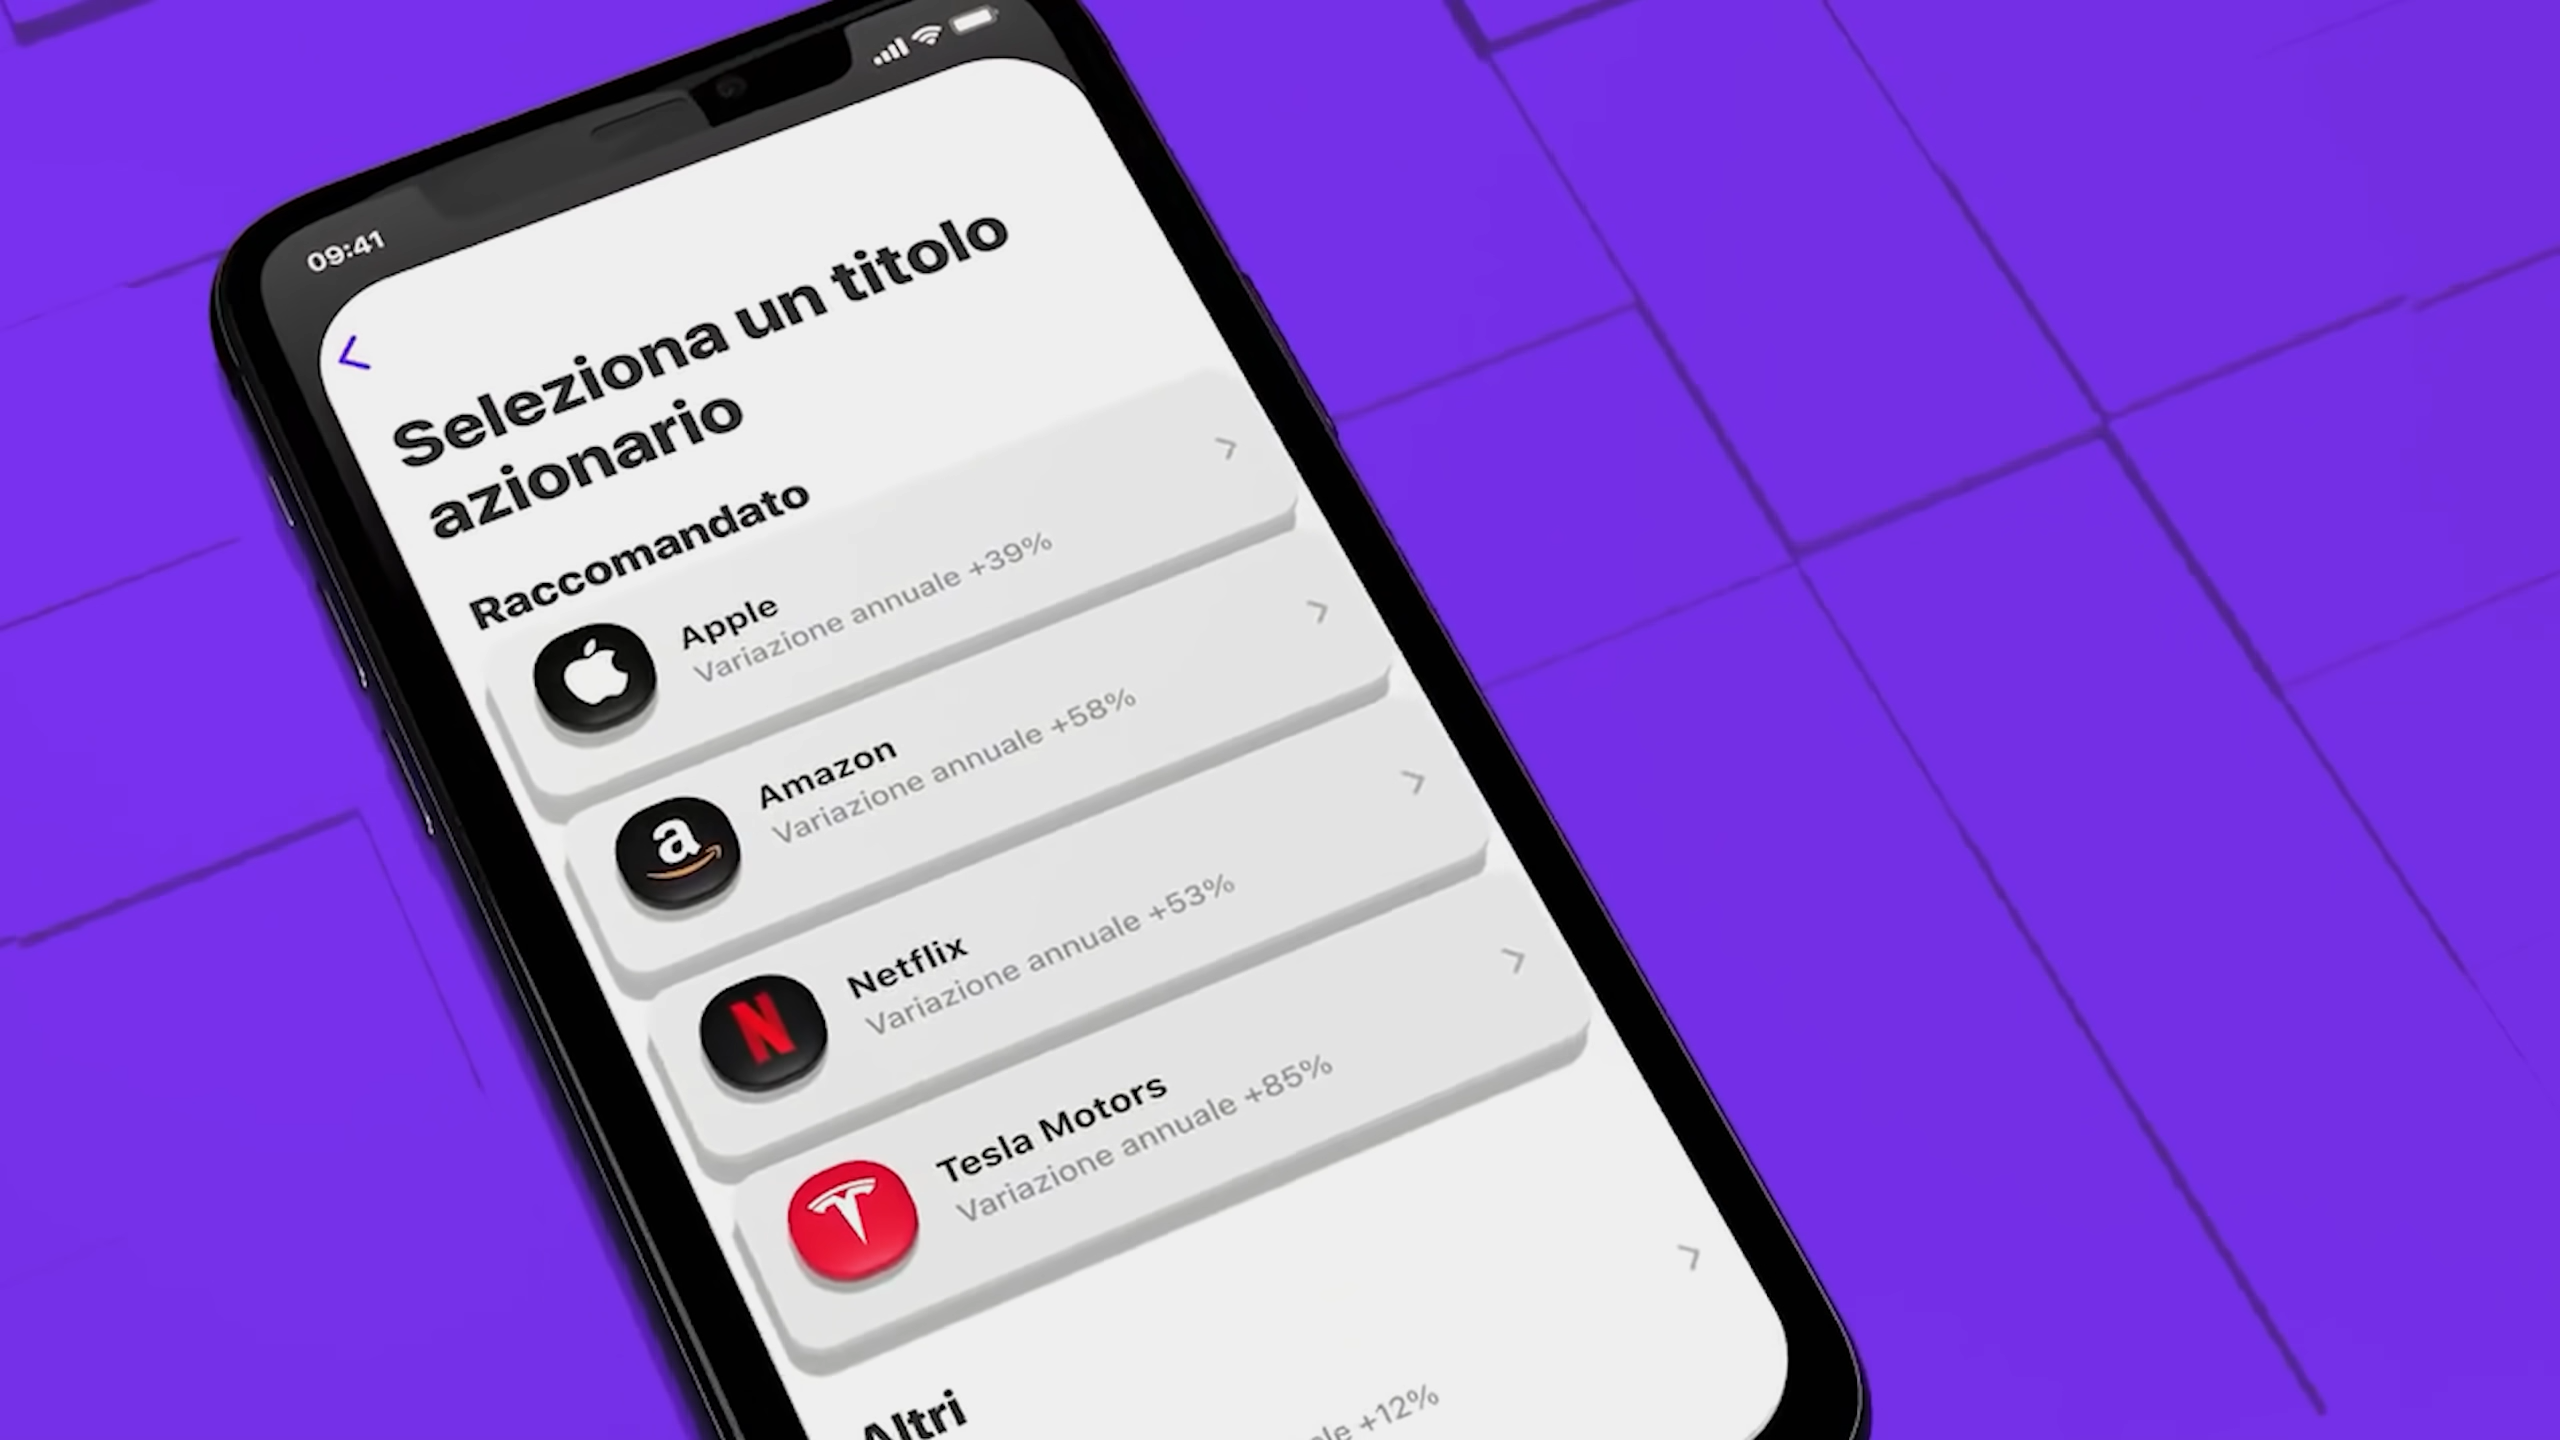 09:41
Seleziona un titolo
azionario
Raccomandato
Apple
Variazione annuale +39%
Amazon
Variazione annuale +58%
Netflix
Variazione annuale +53%
Tesla Motors
Variazione annuale +85%
Altri
+12%